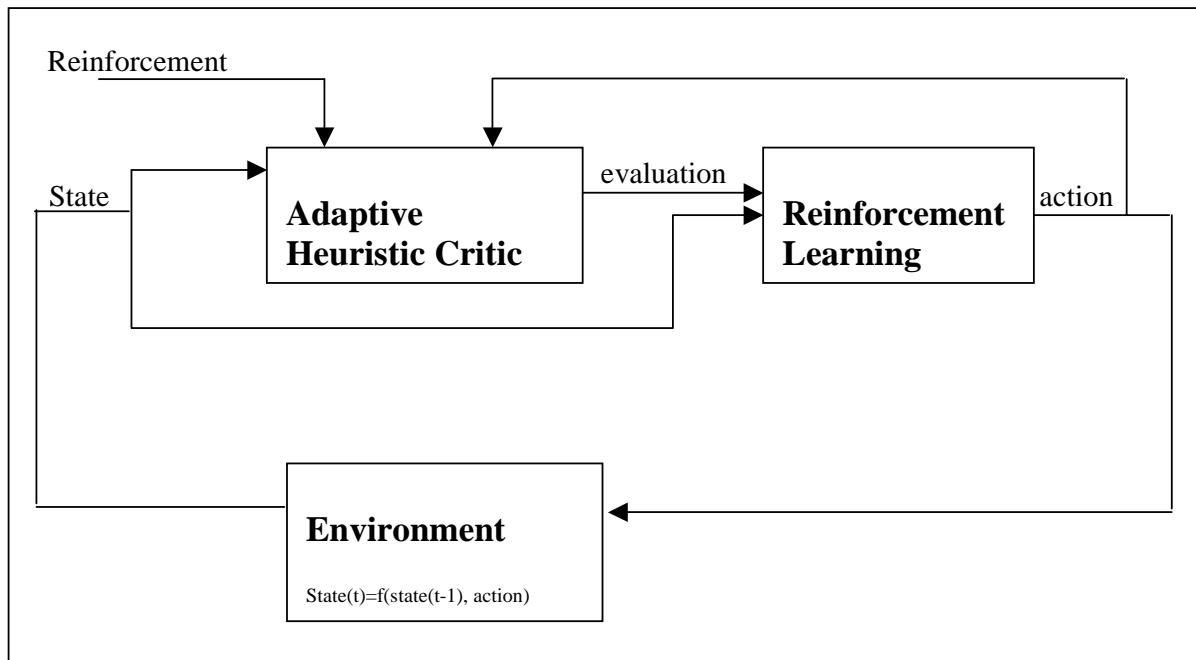 Reinforcement
State
Adaptive
Heuristic Critic
evaluation
Reinforcement
Learning
action
Environment
State(t)=f(state(t-1), action)